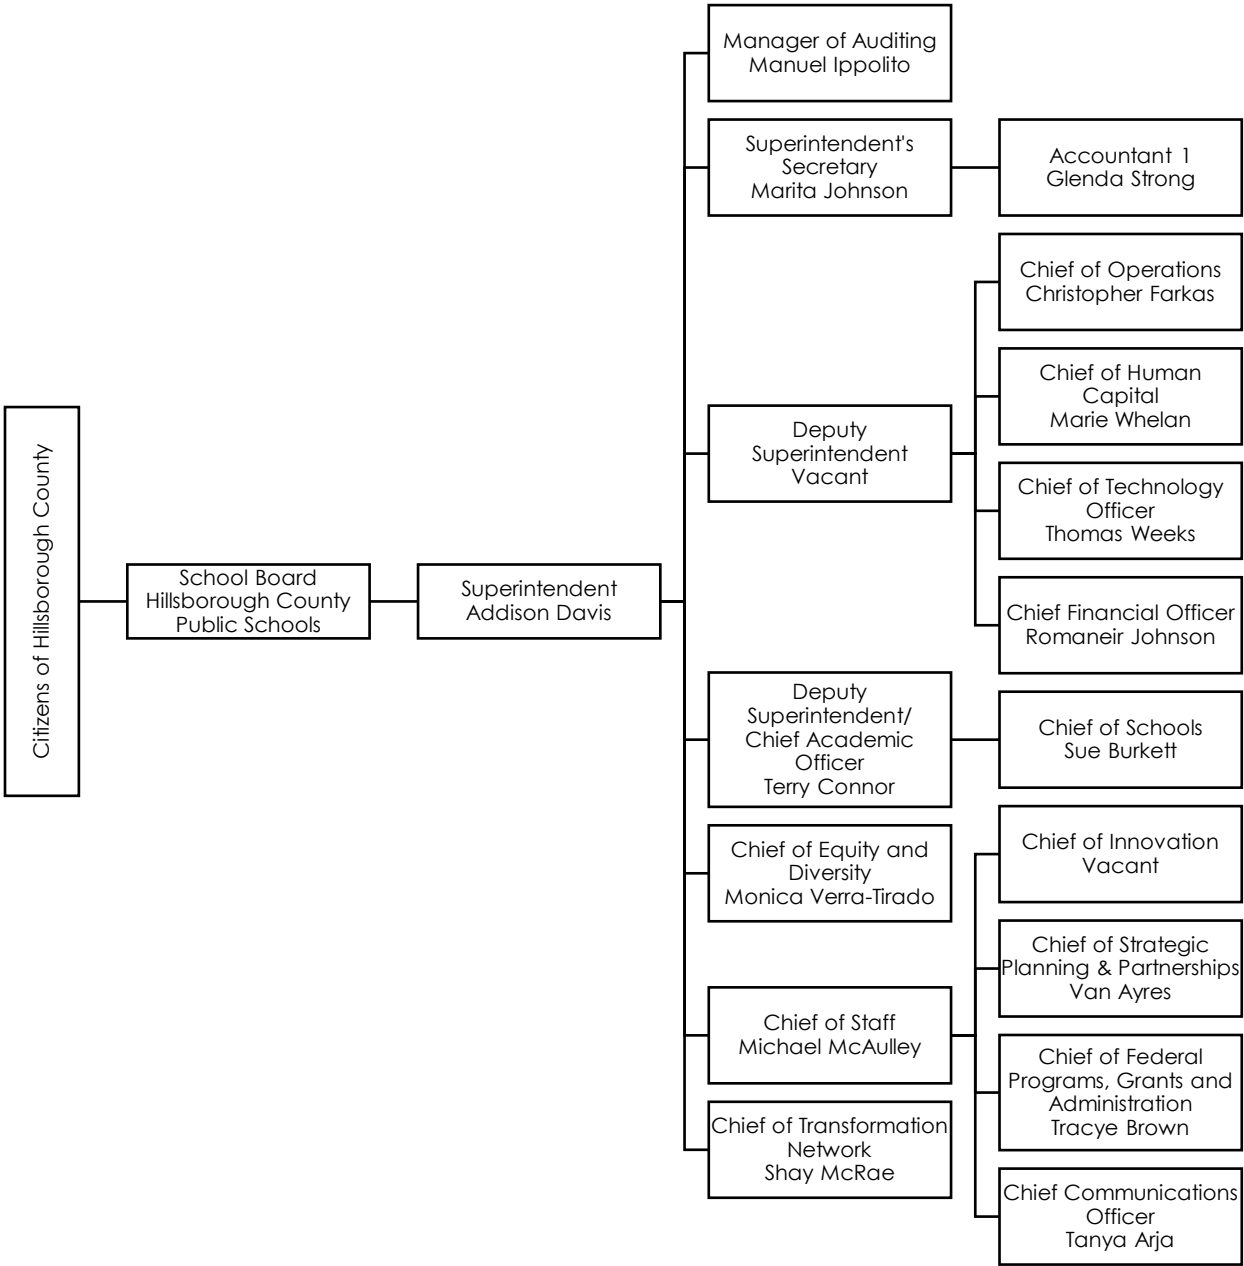 Citizens of Hillsborough County
School Board
Hillsborough County
Public Schools
Superintendent
Addison Davis
Manager of Auditing
Manuel Ippolito
Superintendent's
Secretary
Marita Johnson
Accountant 1
Glenda Strong
Deputy
Superintendent
Vacant
Chief of Operations
Christopher Farkas
Chief of Human
Capital
Marie Whelan
Chief of Technology
Officer
Thomas Weeks
Chief Financial Officer
Romaneir Johnson
Deputy
Superintendent/
Chief Academic
Officer
Terry Connor
Chief of Schools
Sue Burkett
Chief of Equity and
Diversity
Monica Verra-Tirado
Chief of Staff
Michael McAulley
Chief of Innovation
Vacant
Chief of Strategic
Planning & Partnerships
Van Ayres
Chief of Federal
Programs, Grants and
Administration
Tracye Brown
Chief Communications
Officer
Tanya Arja
Chief of Transformation
Network
Shay McRae